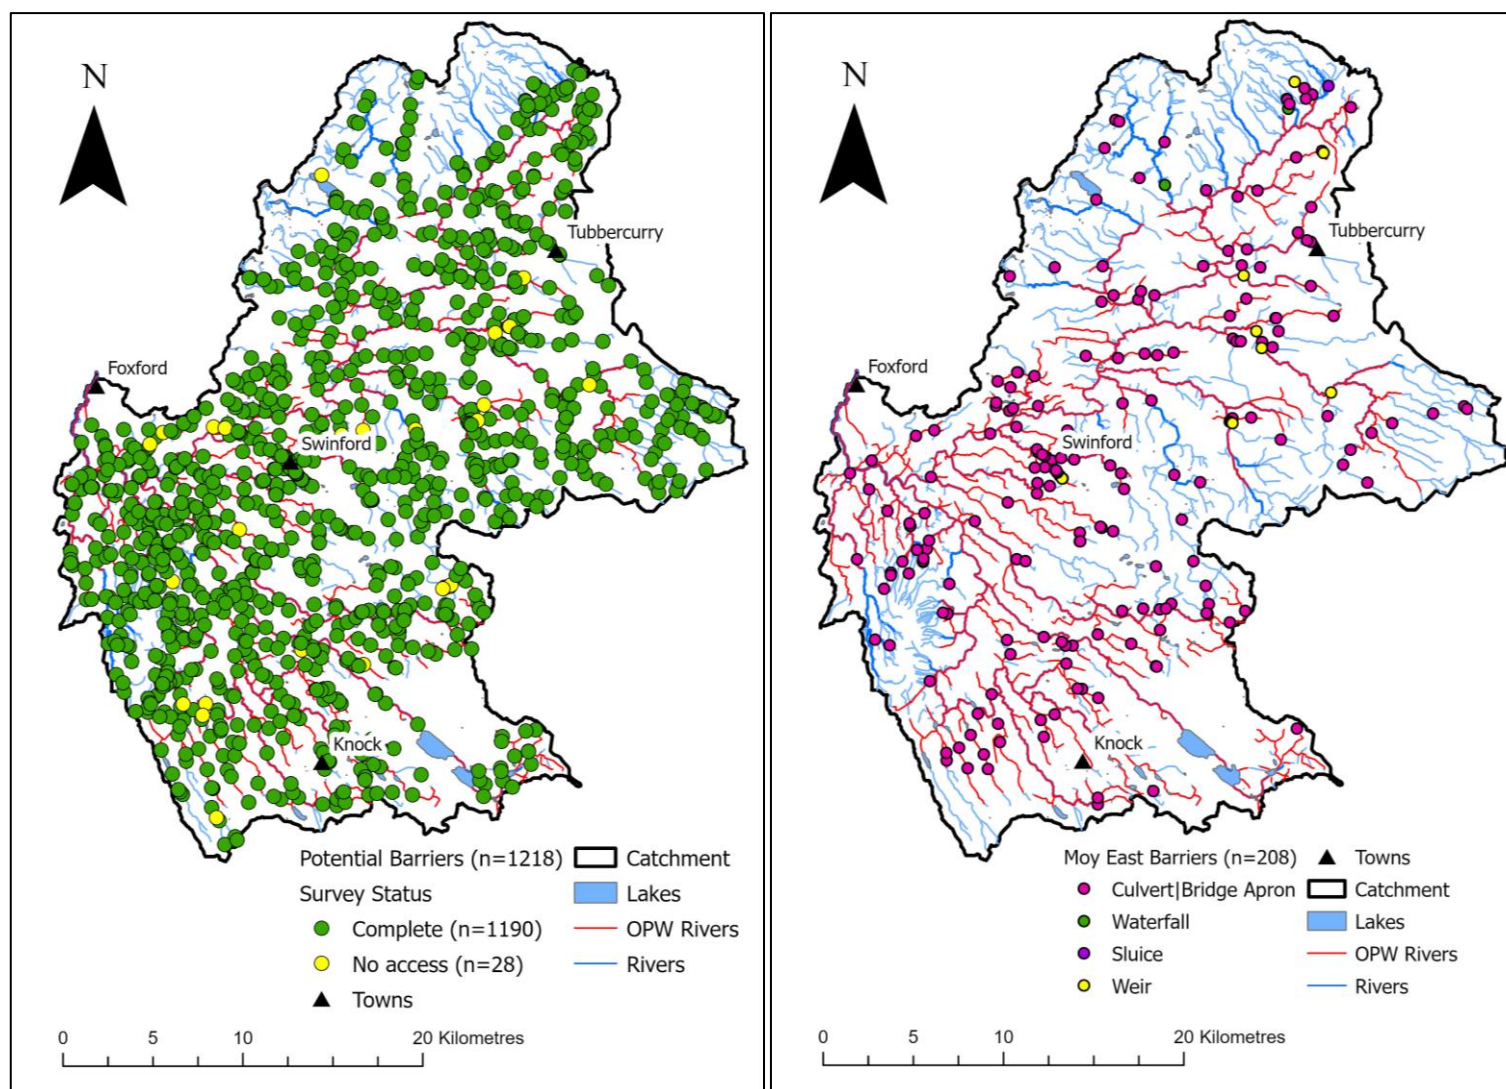 N
Tubbercurry
Foxford
Swinford
Knock
Potential Barriers (n=1218)
Catchment
Survey Status
Lakes
Complete (n=1190)
OPW Rivers
No access (n=28)
Rivers
Towns
0 5 10 20 Kilometres
N
Tubbercurry
Foxford
Swinford
Knock
Moy East Barriers (n=208)
Towns
Culvert|Bridge Apron
Catchment
Waterfall
Lakes
Sluice
OPW Rivers
Weir
Rivers
0 5 10 20 Kilometres